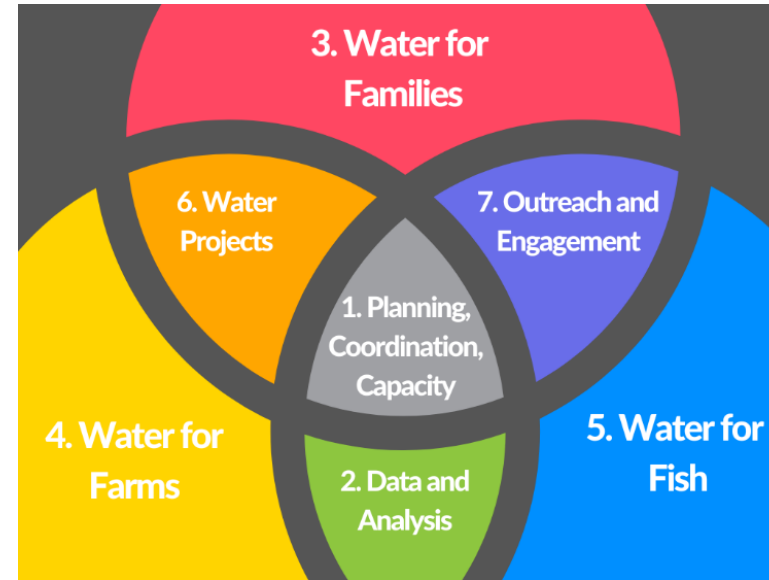 3. Water for
Families
6. Water
Projects
7. Outreach and
Engagement
1. Planning,
Coordination,
Capacity
4. Water for
Farms
5. Water for
Fish
2. Data and
Analysis